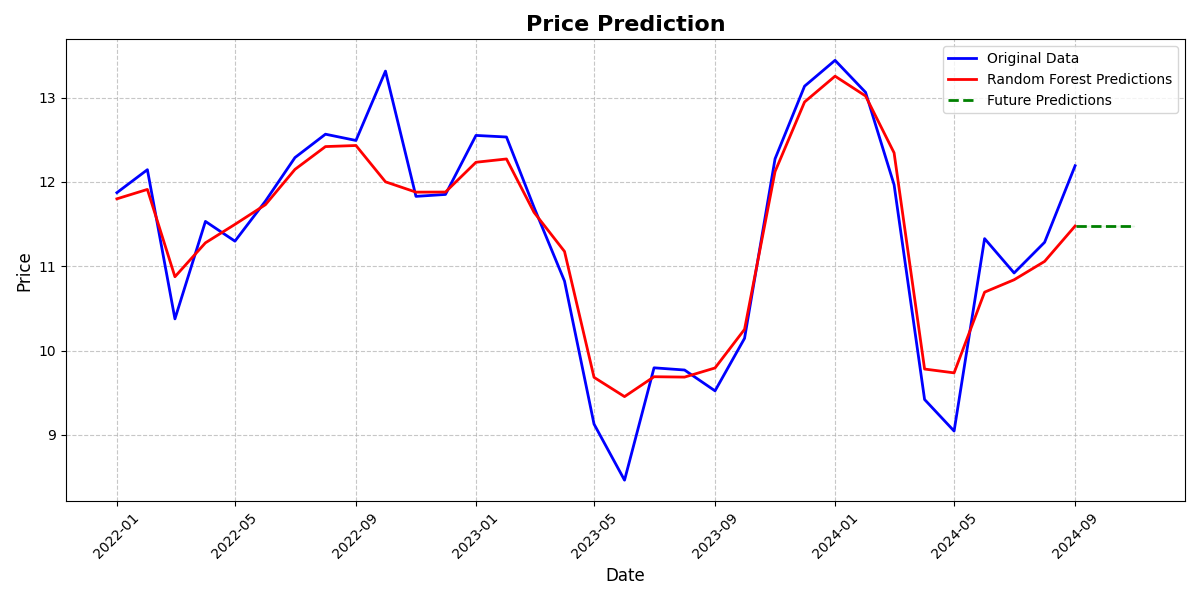 Price Prediction
Original Data
Random Forest Predictions
Future Predictions
Price
13
12
11
10
9
2022-01
2022-05
2022-09
2023-01
2023-05
2023-09
2024-01
2024-05
2024-09
Date